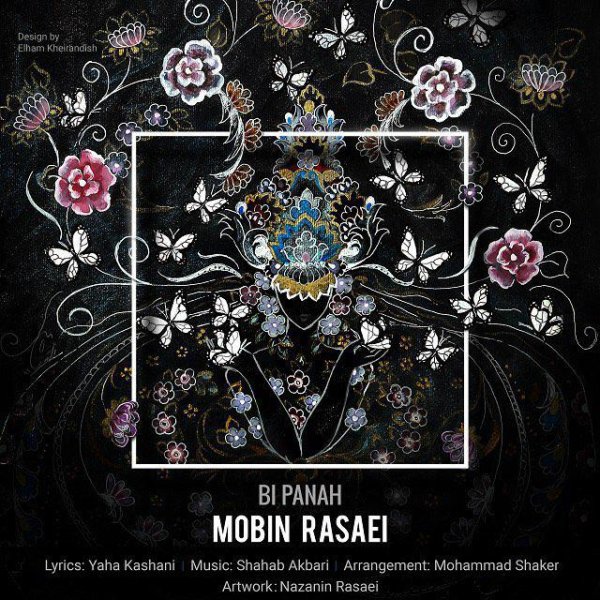 Design by
Elham Kheirandish
BI PANAH
MOBIN RASAEI
Lyrics: Yaha Kashani | Music: Shahab Akbari | Arrangement: Mohammad Shaker
Artwork: Nazanin Rasaei